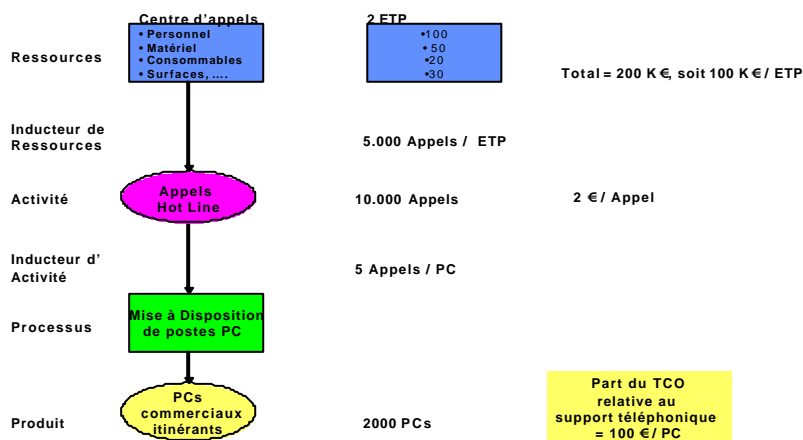 Centre d'appels 2 ETP
Ressources
• Personnel
• Matériel
• Consommables
• Surfaces, ....
•100
• 50
•20
•30
Total = 200 K€, soit 100 K€ / ETP
Inducteur de
Ressources
5.000 Appels / ETP
Activité
Appels
Hot Line
10.000 Appels
2 € / Appel
Inducteur d'
Activité
5 Appels / PC
Processus
Mise à Disposition
de postes PC
Produit
PCs
commerciaux
itinérants
2000 PCs
Part du TCO
relative au
support téléphonique
= 100 € / PC